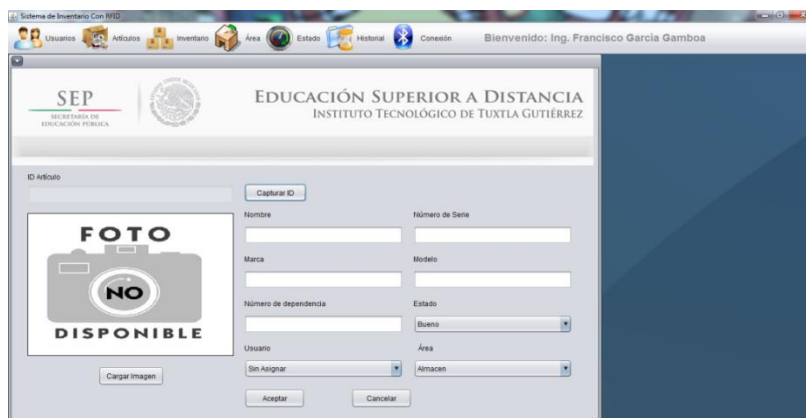 Sistema de Inventario Con RFID
Usuarios Artículos Inventario Área Estado Historial Conexión Bienvenido: Ing. Francisco García Gamboa
SEP
SECRETARÍA DE
EDUCACIÓN PÚBLICA
EDUCACIÓN SUPERIOR A DISTANCIA
INSTITUTO TECNOLÓGICO DE TUXTLA GUTIÉRREZ
ID Artículo
Capturar ID
Nombre Número de Serie
Marca Modelo
Número de dependencia Estado
Bueno
Usuario Área
Sin Asignar Almacen
Aceptar Cancelar
FOTO
NO
DISPONIBLE
Cargar Imagen